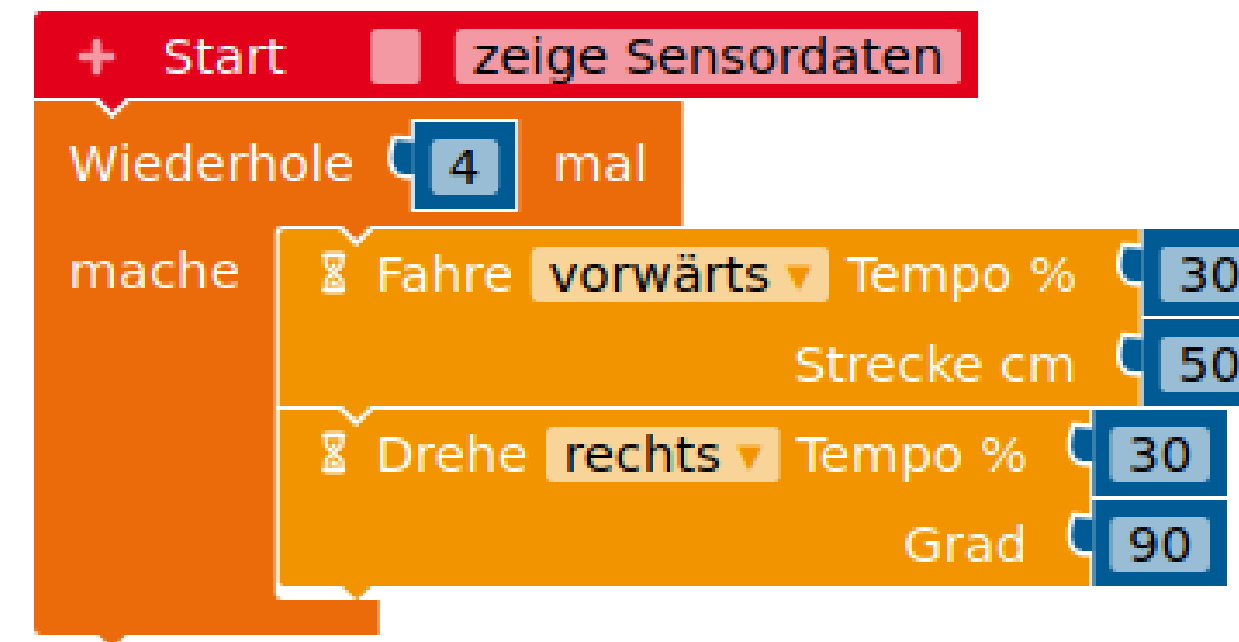 + Start zeige Sensordaten
Wiederhole 4 mal
mache Fahre vorwärts Tempo % 30
Strecke cm 50
Drehe rechts Tempo % 30
Grad 90